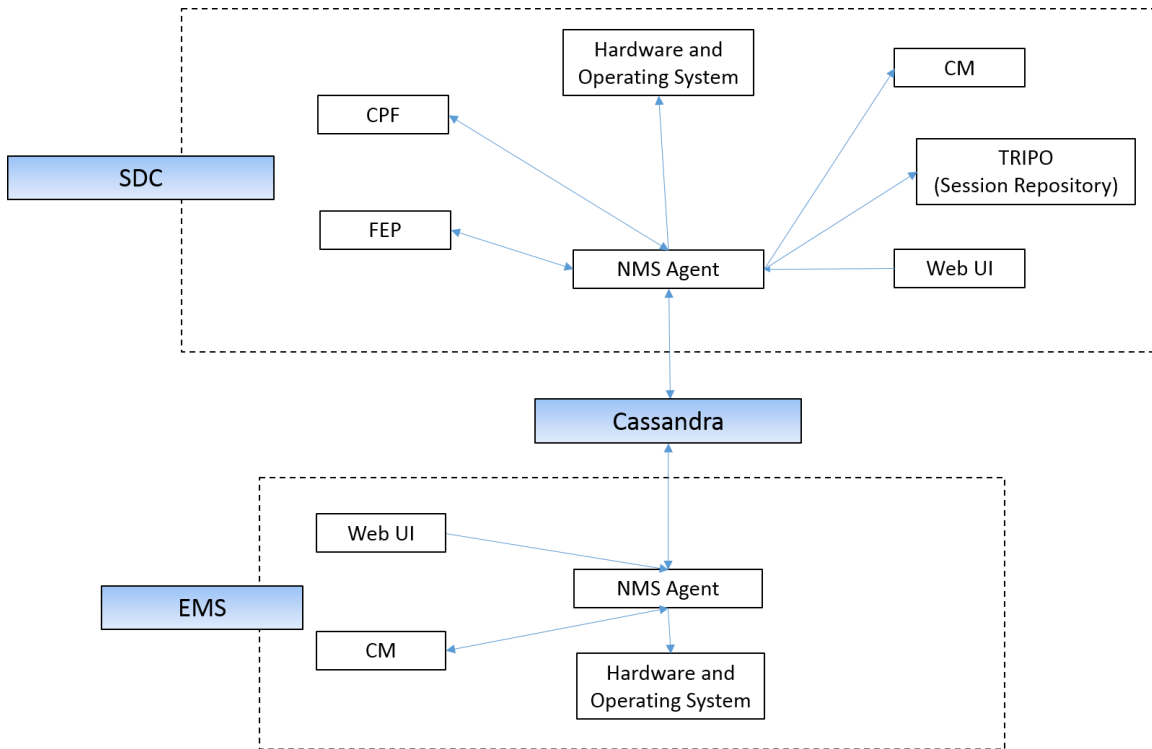 Hardware and
Operating System
CM
CPF
TRIPO
(Session Repository)
SDC
FEP
NMS Agent
Web UI
Cassandra
Web UI
NMS Agent
EMS
CM
Hardware and
Operating System